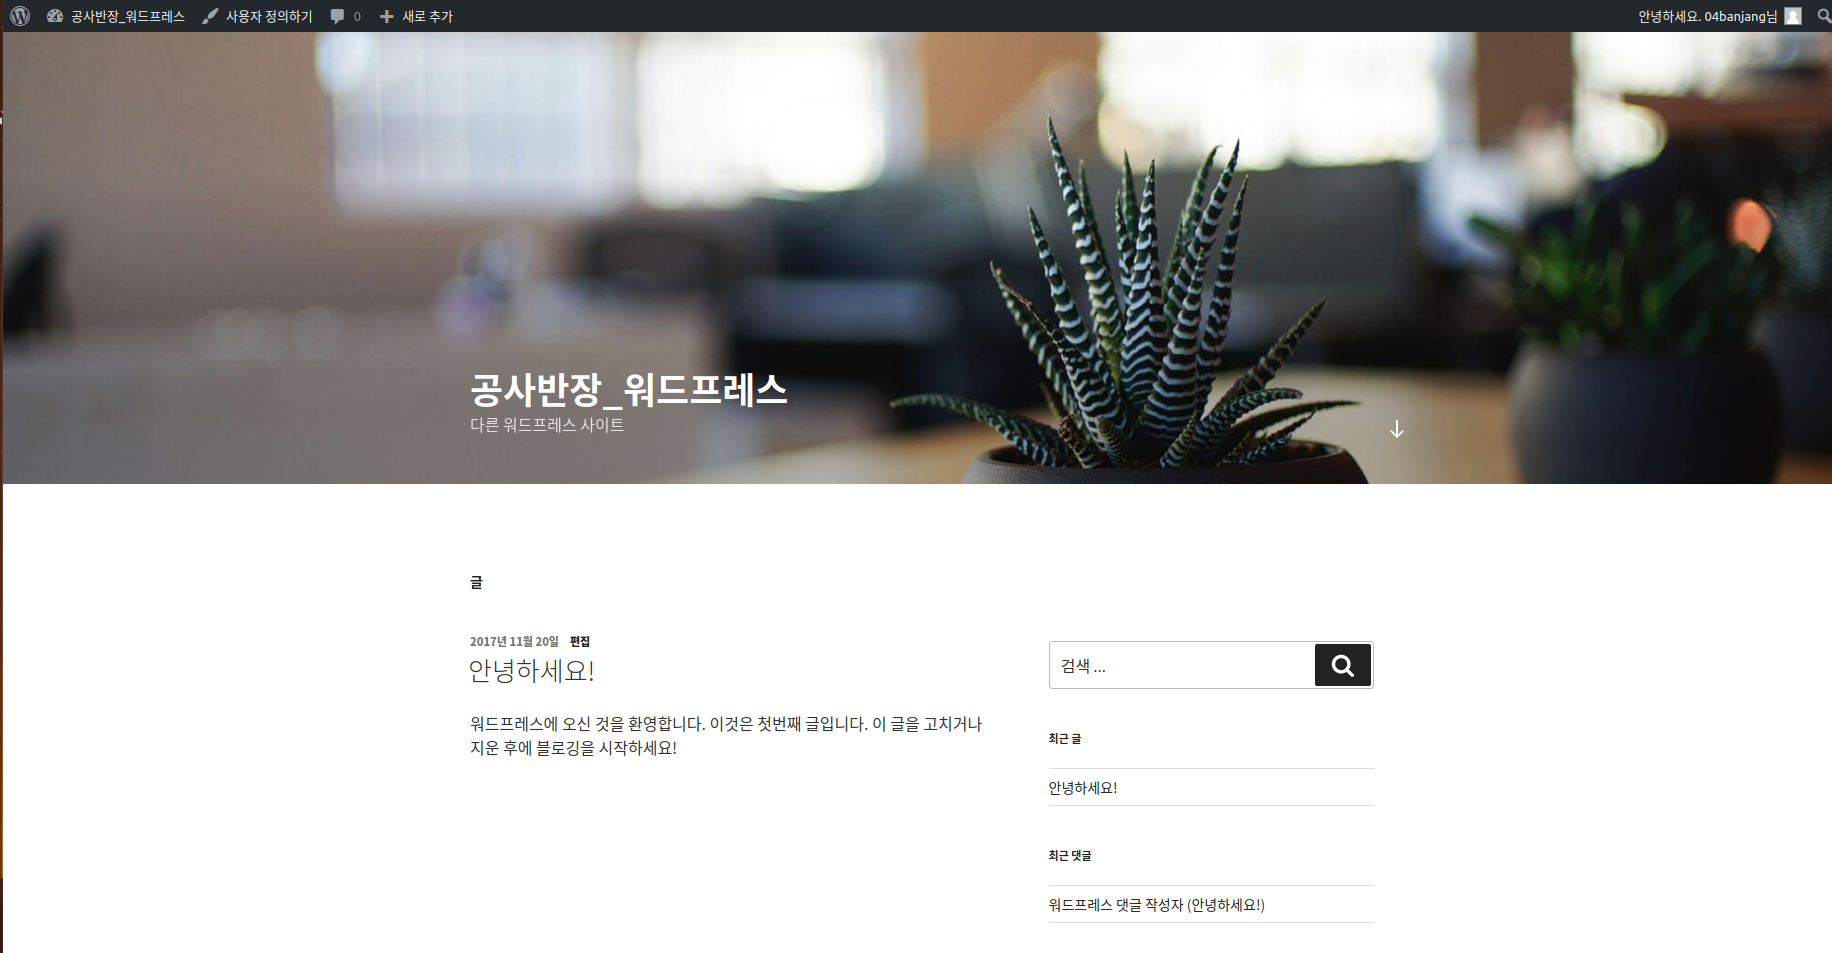 공사반장_워드프레스 사용자 정의하기 0 새로 추가 안녕하세요. 04banjang님
공사반장_워드프레스
다른 워드프레스 사이트
글
2017년 11월 20일 편집
안녕하세요!
워드프레스에 오신 것을 환영합니다. 이것은 첫번째 글입니다. 이 글을 고치거나
지운 후에 블로깅을 시작하세요!
검색 ...
최근 글
안녕하세요!
최근 댓글
워드프레스 댓글 작성자 (안녕하세요!)